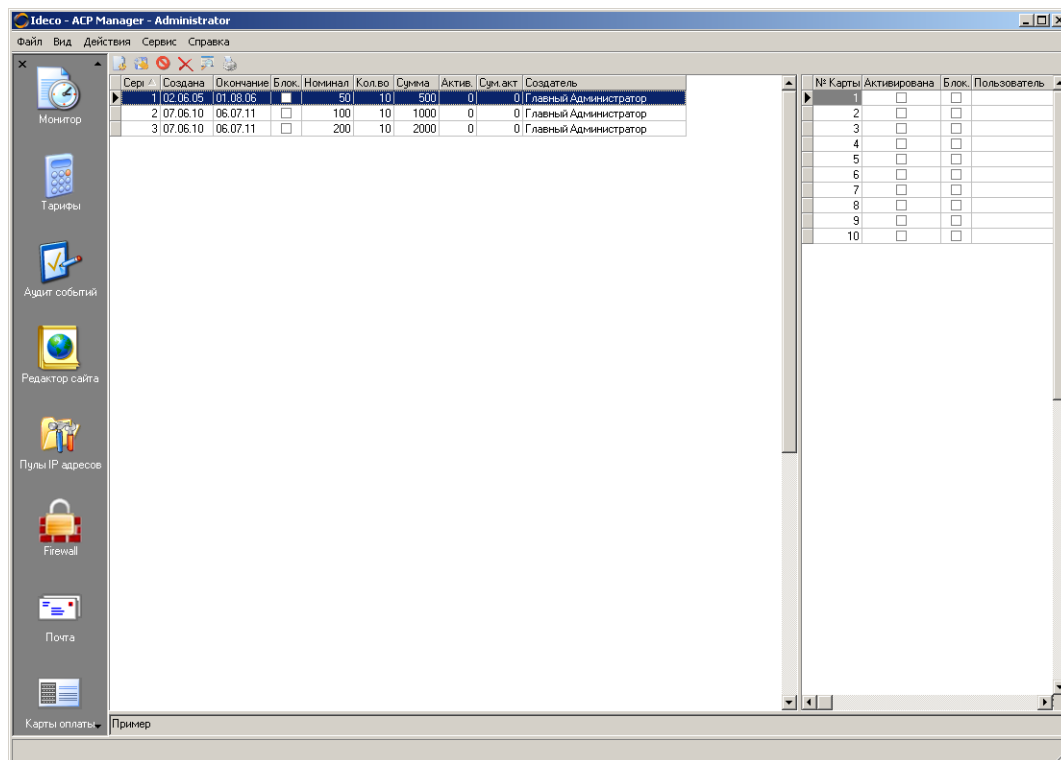 Ideco - ACP Manager - Administrator
Файл Вид Действия Сервис Справка
Монитор
Тарифы
Аудит событий
Редактор сайта
Пулы IP адресов
Firewall
Почта
Карты оплаты
Сері Создана Окончание Блок. Номинал Кол.во Сумма Актив. Сум.акт Создатель
1 02.06.05 01.08.06 50 10 500 0 0 Главный Администратор
2 07.06.10 06.07.11 100 10 1000 0 0 Главный Администратор
3 07.06.10 06.07.11 200 10 2000 0 0 Главный Администратор
№ Карты Активирована Блок. Пользователь
1
2
3
4
5
6
7
8
9
10
Пример